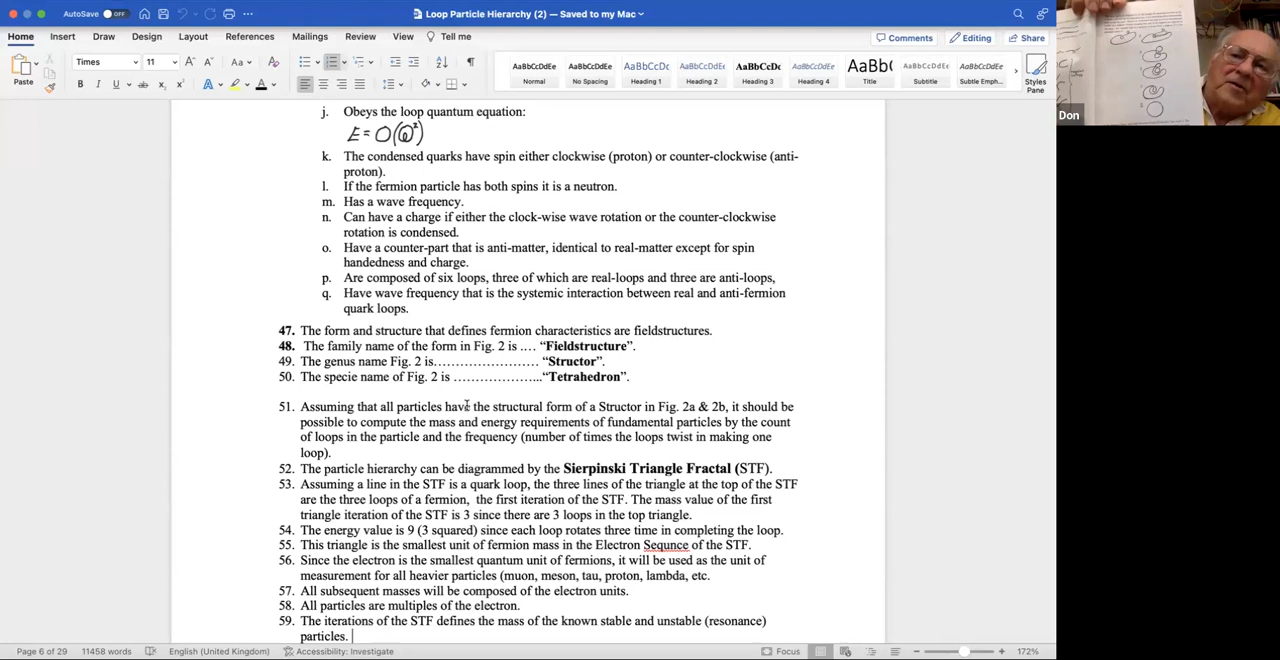 AutoSave OFF Loop Particle Hierarchy (2) — Saved to my Mac
Home Insert Draw Design Layout References Mailings Review View Tell me Comments Editing Share
Paste Times 11 A A Aa A
B I U ab x₂ x² A A
AaBbCcDc Normal AaBbCcDc No Spacing AaBbCcDc Heading 1 AaBbCcDc Heading 2 AaBbCcDc Heading 3 AaBbCcDc Heading 4 AaBb( Title AaBbCcDc Subtitle AaBbCcDc Subtle Emph... Styles Pane
Don
j. Obeys the loop quantum equation:
k. The condensed quarks have spin either clockwise (proton) or counter-clockwise (anti-
proton).
l. If the fermion particle has both spins it is a neutron.
m. Has a wave frequency.
n. Can have a charge if either the clock-wise wave rotation or the counter-clockwise
rotation is condensed.
o. Have a counter-part that is anti-matter, identical to real-matter except for spin
handedness and charge.
p. Are composed of six loops, three of which are real-loops and three are anti-loops,
q. Have wave frequency that is the systemic interaction between real and anti-fermion
quark loops.
47. The form and structure that defines fermion characteristics are fieldstructures.
48. The family name of the form in Fig. 2 is .... “Fieldstructure”.
49. The genus name Fig. 2 is........................ “Structor”.
50. The specie name of Fig. 2 is ....................“Tetrahedron”.
51. Assuming that all particles have the structural form of a Structor in Fig. 2a & 2b, it should be
possible to compute the mass and energy requirements of fundamental particles by the count
of loops in the particle and the frequency (number of times the loops twist in making one
loop).
52. The particle hierarchy can be diagrammed by the Sierpinski Triangle Fractal (STF).
53. Assuming a line in the STF is a quark loop, the three lines of the triangle at the top of the STF
are the three loops of a fermion, the first iteration of the STF. The mass value of the first
triangle iteration of the STF is 3 since there are 3 loops in the top triangle.
54. The energy value is 9 (3 squared) since each loop rotates three time in completing the loop.
55. This triangle is the smallest unit of fermion mass in the Electron Sequnce of the STF.
56. Since the electron is the smallest quantum unit of fermions, it will be used as the unit of
measurement for all heavier particles (muon, meson, tau, proton, lambda, etc.
57. All subsequent masses will be composed of the electron units.
58. All particles are multiples of the electron.
59. The iterations of the STF defines the mass of the known stable and unstable (resonance)
particles.
Page 6 of 29 11458 words English (United Kingdom) Accessibility: Investigate Focus 172%